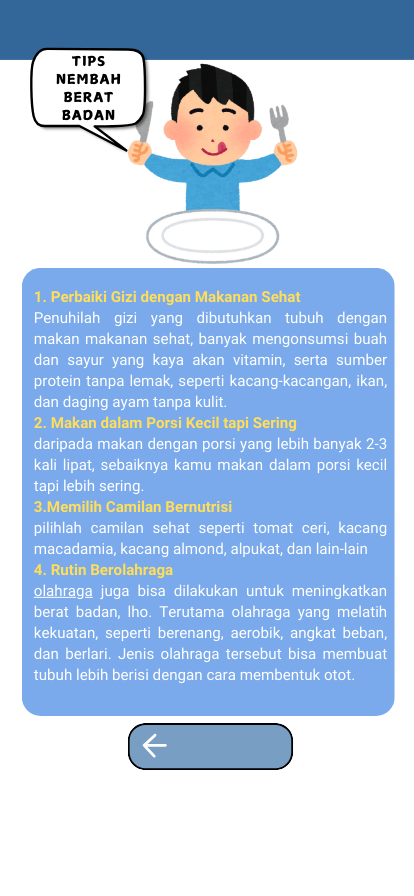 TIPS
NEMBAH
BERAT
BADAN
1. Perbaiki Gizi dengan Makanan Sehat
Penuhilah gizi yang dibutuhkan tubuh dengan
makan makanan sehat, banyak mengonsumsi buah
dan sayur yang kaya akan vitamin, serta sumber
protein tanpa lemak, seperti kacang-kacangan, ikan,
dan daging ayam tanpa kulit.
2. Makan dalam Porsi Kecil tapi Sering
daripada makan dengan porsi yang lebih banyak 2-3
kali lipat, sebaiknya kamu makan dalam porsi kecil
tapi lebih sering.
3.Memilih Camilan Bernutrisi
pilihlah camilan sehat seperti tomat ceri, kacang
macadamia, kacang almond, alpukat, dan lain-lain
4. Rutin Berolahraga
olahraga juga bisa dilakukan untuk meningkatkan
berat badan, lho. Terutama olahraga yang melatih
kekuatan, seperti berenang, aerobik, angkat beban,
dan berlari. Jenis olahraga tersebut bisa membuat
tubuh lebih berisi dengan cara membentuk otot.